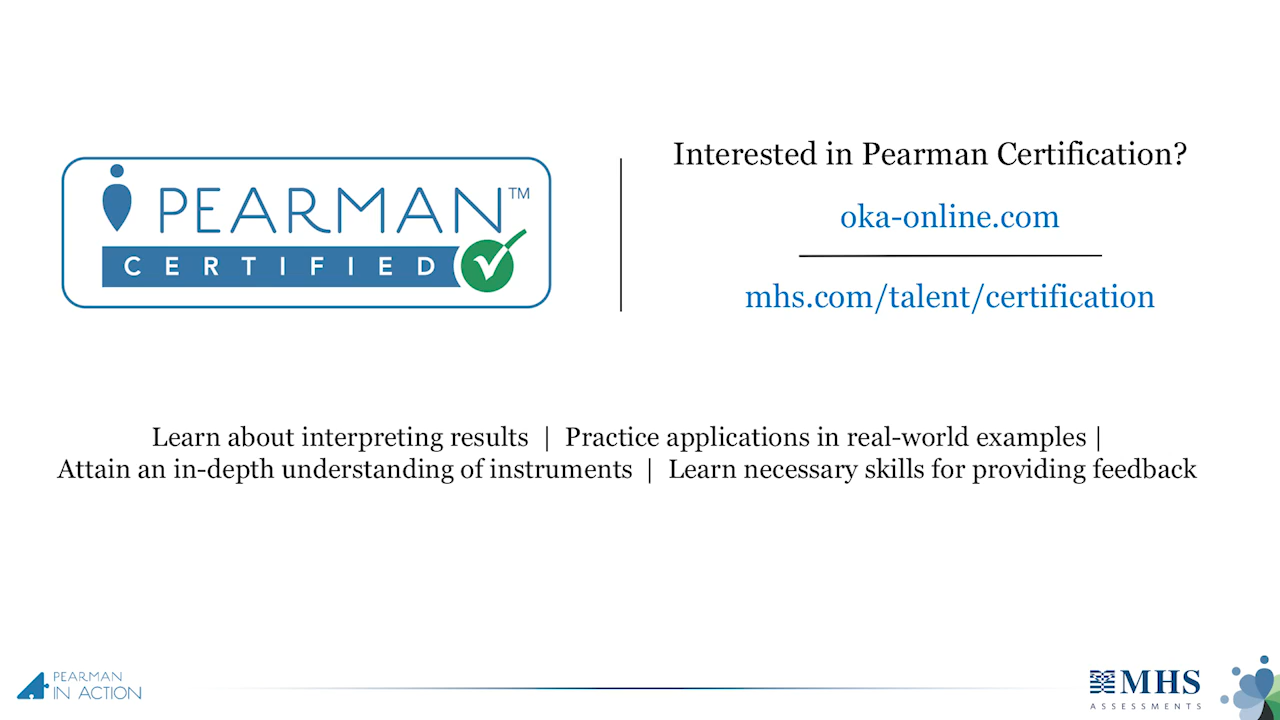 PEARMAN™
CERTIFIED
Interested in Pearman Certification?
oka-online.com
mhs.com/talent/certification
Learn about interpreting results | Practice applications in real-world examples |
Attain an in-depth understanding of instruments | Learn necessary skills for providing feedback
PEARMAN
IN ACTION
MHS
ASSESSMENTS